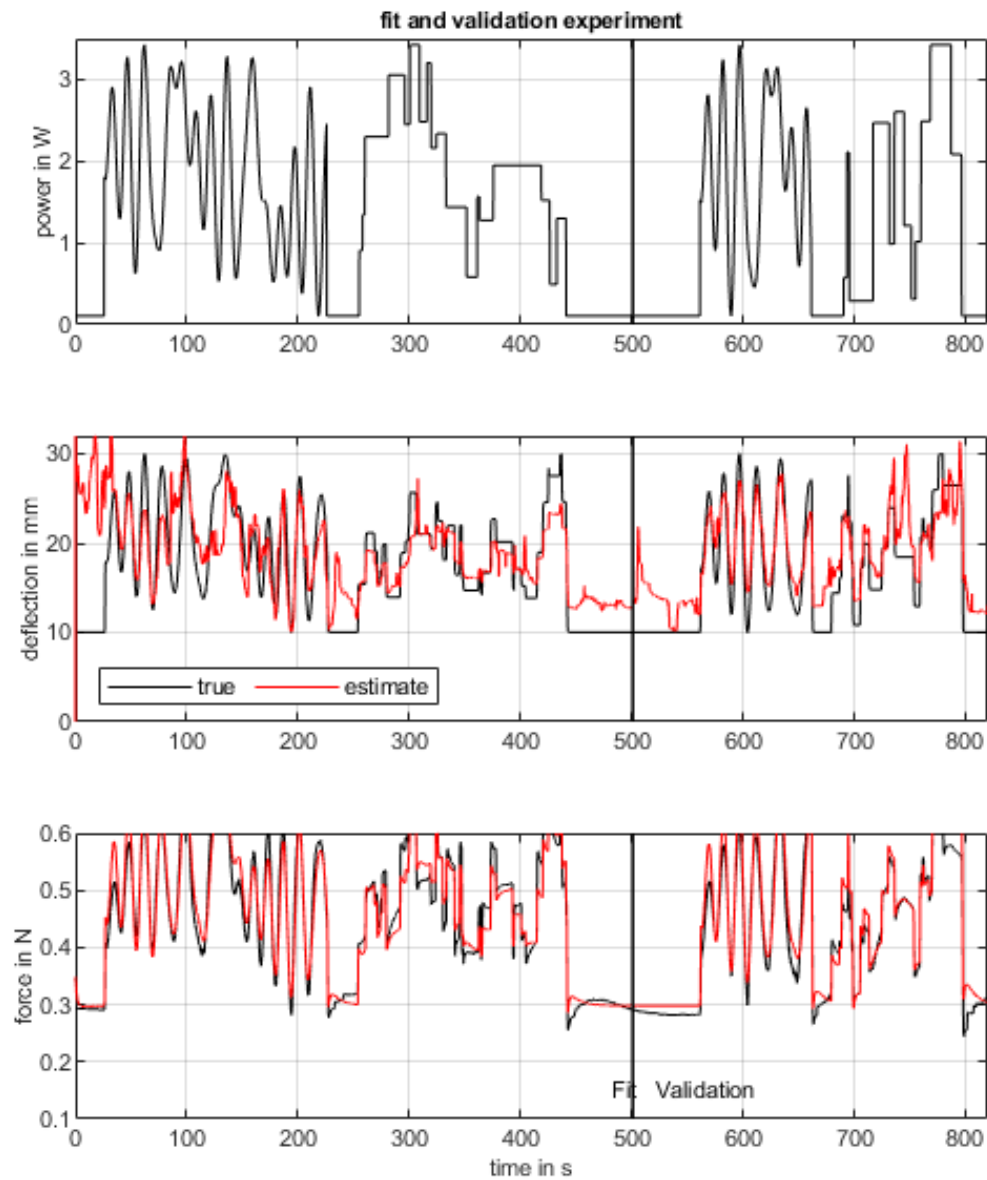 fit and validation experiment
3
2
1
0
power in W
0 100 200 300 400 500 600 700 800
30
20
10
0
deflection in mm
true estimate
0 100 200 300 400 500 600 700 800
0.6
0.5
0.4
0.3
0.2
0.1
force in N
Fit Validation
0 100 200 300 400 500 600 700 800
time in s